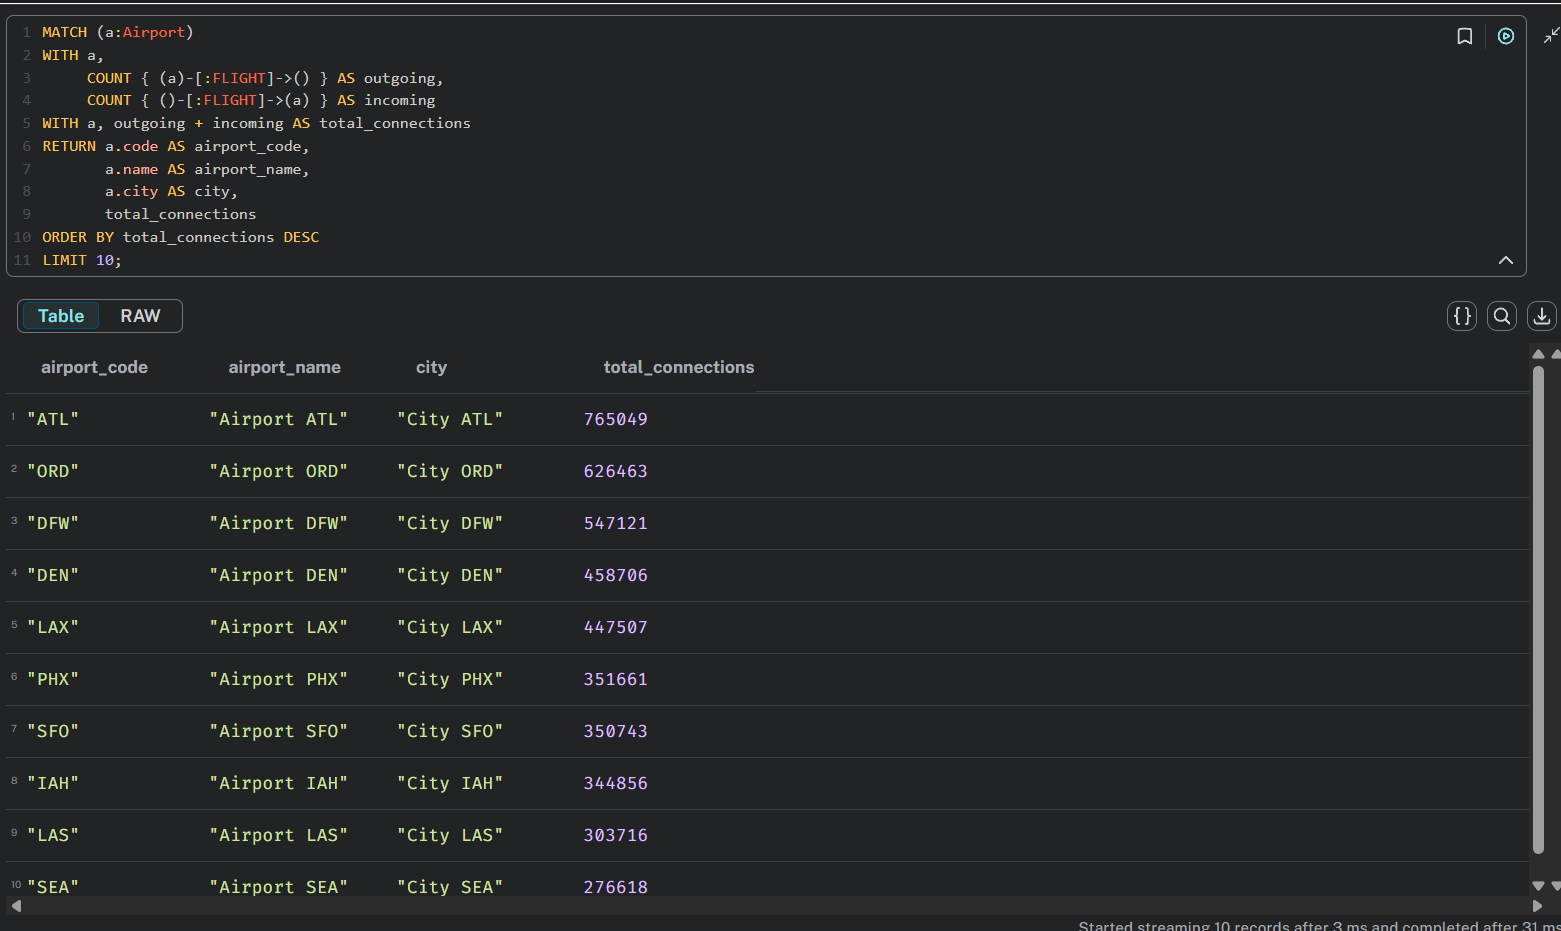 1 MATCH (a:Airport)
2 WITH a,
3 COUNT { (a)-[:FLIGHT]->() } AS outgoing,
4 COUNT { ()-[:FLIGHT]->(a) } AS incoming
5 WITH a, outgoing + incoming AS total_connections
6 RETURN a.code AS airport_code,
7 a.name AS airport_name,
8 a.city AS city,
9 total_connections
10 ORDER BY total_connections DESC
11 LIMIT 10;
Table RAW
airport_code airport_name city total_connections
1 "ATL" "Airport ATL" "City ATL" 765049
2 "ORD" "Airport ORD" "City ORD" 626463
3 "DFW" "Airport DFW" "City DFW" 547121
4 "DEN" "Airport DEN" "City DEN" 458706
5 "LAX" "Airport LAX" "City LAX" 447507
6 "PHX" "Airport PHX" "City PHX" 351661
7 "SFO" "Airport SFO" "City SFO" 350743
8 "IAH" "Airport IAH" "City IAH" 344856
9 "LAS" "Airport LAS" "City LAS" 303716
10 "SEA" "Airport SEA" "City SEA" 276618
Started streaming 10 records after 3 ms and completed after 31 ms